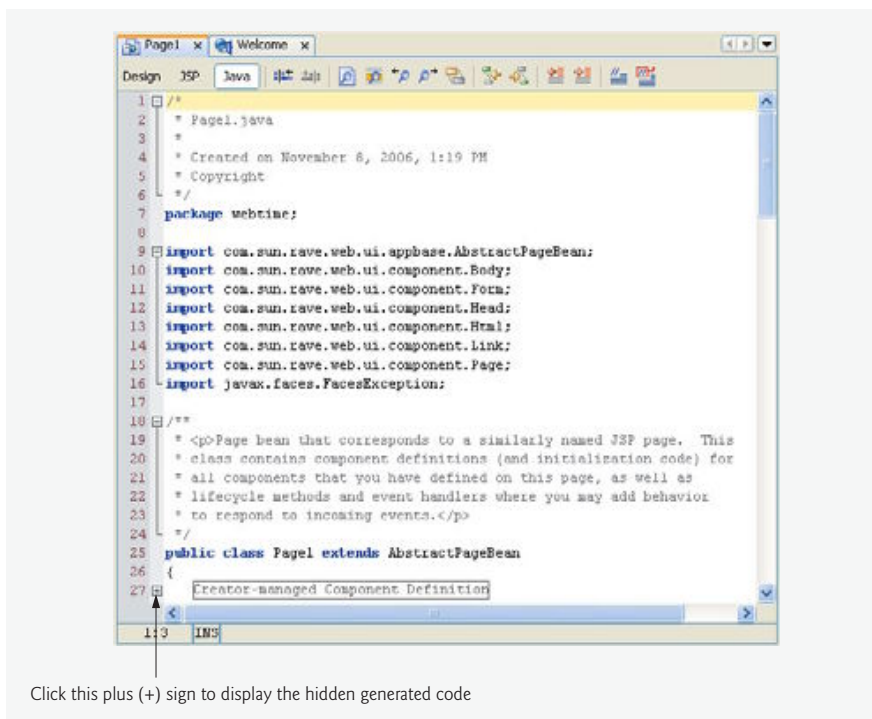 Page1 x Welcome x
Design JSP Java
1 /*
2 * Page1.java
3 *
4 * Created on November 8, 2006, 1:19 PM
5 * Copyright
6 */
7 package webtime;
8
9 import com.sun.rave.web.ui.appbase.AbstractPageBean;
10 import com.sun.rave.web.ui.component.Body;
11 import com.sun.rave.web.ui.component.Form;
12 import com.sun.rave.web.ui.component.Head;
13 import com.sun.rave.web.ui.component.Html;
14 import com.sun.rave.web.ui.component.Link;
15 import com.sun.rave.web.ui.component.Page;
16 import javax.faces.FacesException;
17
18 /**
19 * <p>Page bean that corresponds to a similarly named JSP page. This
20 * class contains component definitions (and initialization code) for
21 * all components that you have defined on this page, as well as
22 * lifecycle methods and event handlers where you may add behavior
23 * to respond to incoming events.</p>
24 */
25 public class Page1 extends AbstractPageBean
26 {
27 Creator-managed Component Definition
1:3 INS
Click this plus (+) sign to display the hidden generated code